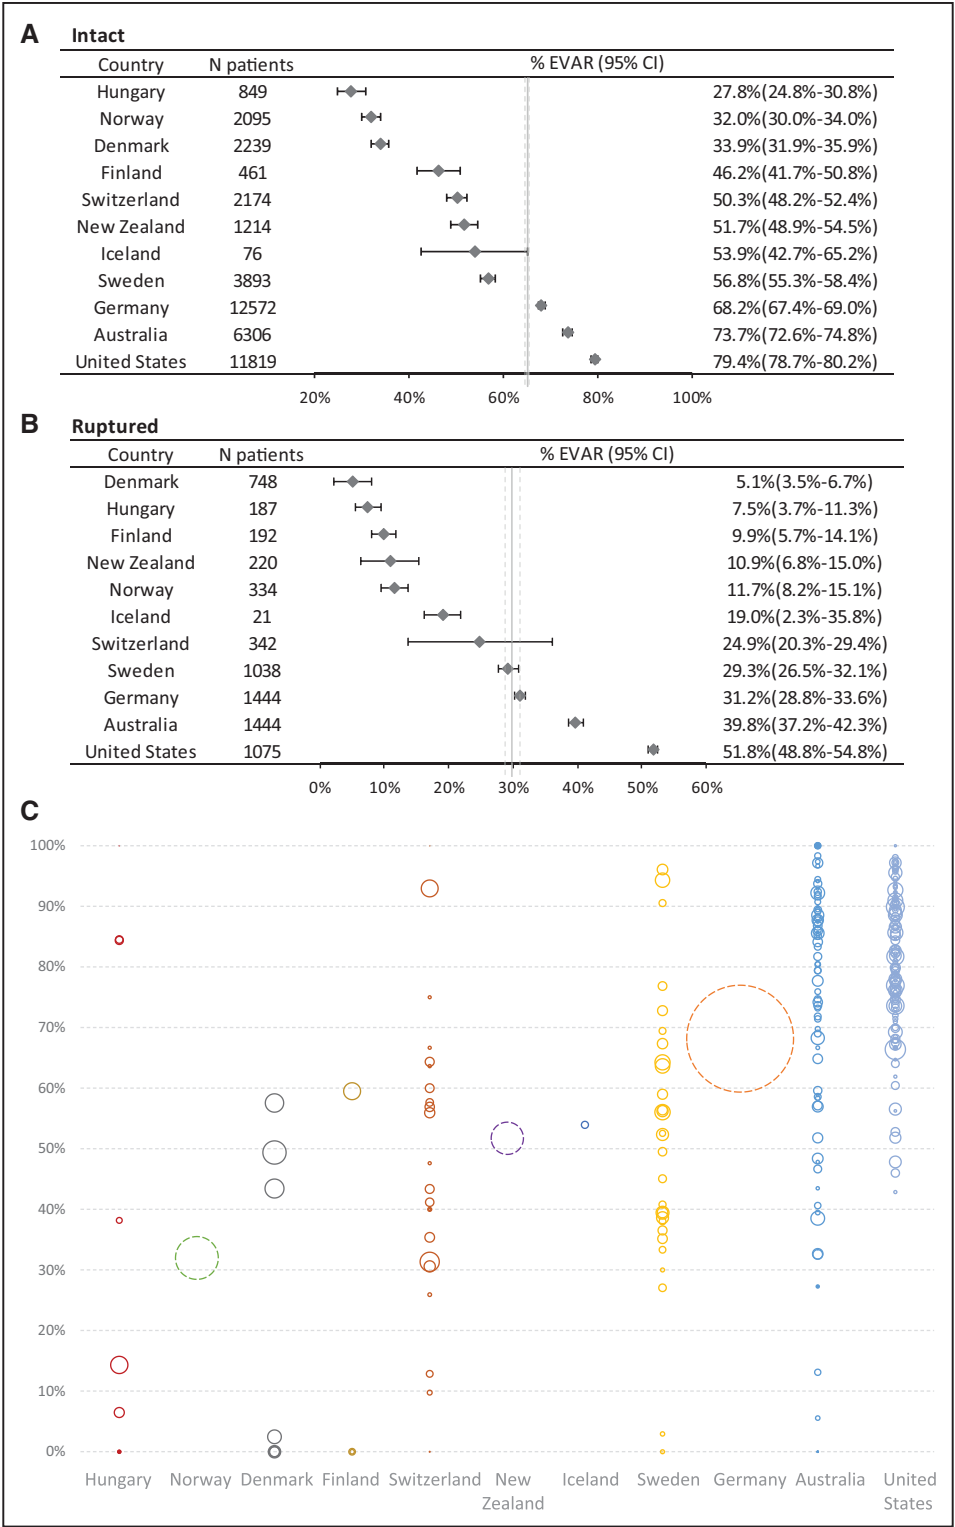 A Intact
Country N patients % EVAR (95% CI)
Hungary 849 27.8%(24.8%-30.8%)
Norway 2095 32.0%(30.0%-34.0%)
Denmark 2239 33.9%(31.9%-35.9%)
Finland 461 46.2%(41.7%-50.8%)
Switzerland 2174 50.3%(48.2%-52.4%)
New Zealand 1214 51.7%(48.9%-54.5%)
Iceland 76 53.9%(42.7%-65.2%)
Sweden 3893 56.8%(55.3%-58.4%)
Germany 12572 68.2%(67.4%-69.0%)
Australia 6306 73.7%(72.6%-74.8%)
United States 11819 79.4%(78.7%-80.2%)
20% 40% 60% 80% 100%
B Ruptured
Country N patients % EVAR (95% CI)
Denmark 748 5.1%(3.5%-6.7%)
Hungary 187 7.5%(3.7%-11.3%)
Finland 192 9.9%(5.7%-14.1%)
New Zealand 220 10.9%(6.8%-15.0%)
Norway 334 11.7%(8.2%-15.1%)
Iceland 21 19.0%(2.3%-35.8%)
Switzerland 342 24.9%(20.3%-29.4%)
Sweden 1038 29.3%(26.5%-32.1%)
Germany 1444 31.2%(28.8%-33.6%)
Australia 1444 39.8%(37.2%-42.3%)
United States 1075 51.8%(48.8%-54.8%)
0% 10% 20% 30% 40% 50% 60%
C
100%
90%
80%
70%
60%
50%
40%
30%
20%
10%
0%
Hungary Norway Denmark Finland Switzerland New Iceland Sweden Germany Australia United
Zealand States